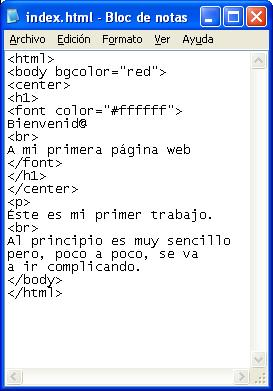 index.html - Bloc de notas
Archivo Edición Formato Ver Ayuda
<html>
<body bgcolor="red">
<center>
<h1>
<font color="#ffffff">
Bienvenid@
<br>
A mi primera página web
</font>
</h1>
</center>
<p>
Éste es mi primer trabajo.
<br>
Al principio es muy sencillo
pero, poco a poco, se va
a ir complicando.
</body>
</html>